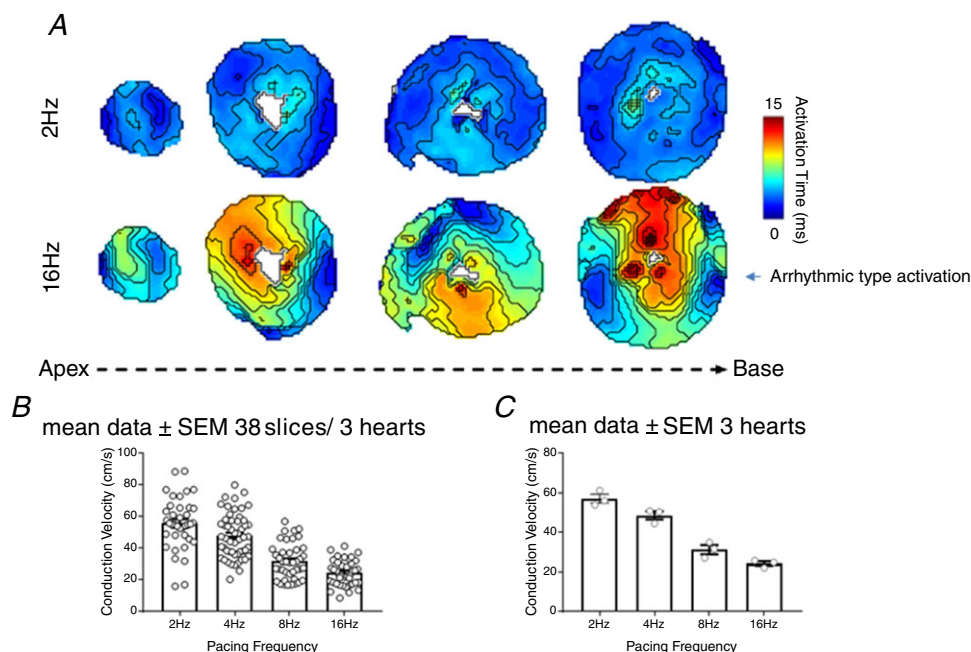 A
2Hz
16Hz
15
Activation Time (ms)
0
Arrhythmic type activation
Apex
Base
B
mean data ± SEM 38 slices/ 3 hearts
Conduction Velocity (cm/s)
100
80
60
40
20
0
2Hz 4Hz 8Hz 16Hz
Pacing Frequency
C
mean data ± SEM 3 hearts
Conduction Velocity (cm/s)
80
60
40
20
0
2Hz 4Hz 8Hz 16Hz
Pacing Frequency